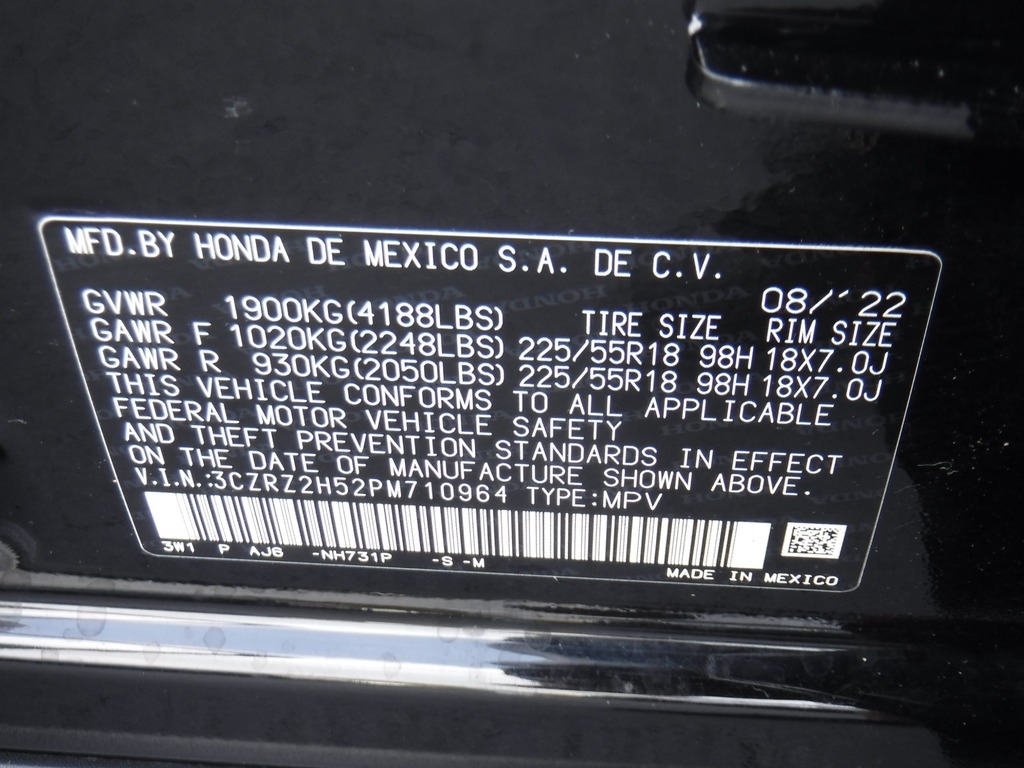 MFD.BY HONDA DE MEXICO S.A. DE C.V.
08/'22
GVWR 1900KG(4188LBS) TIRE SIZE RIM SIZE
GAWR F 1020KG(2248LBS) 225/55R18 98H 18X7.0J
GAWR R 930KG(2050LBS) 225/55R18 98H 18X7.0J
THIS VEHICLE CONFORMS TO ALL APPLICABLE
FEDERAL MOTOR VEHICLE SAFETY
AND THEFT PREVENTION STANDARDS IN EFFECT
ON THE DATE OF MANUFACTURE SHOWN ABOVE.
V.I.N.:3CZRZ2H52PM710964 TYPE:MPV
3W1 P AJ6 -NH731P -S -M
MADE IN MEXICO